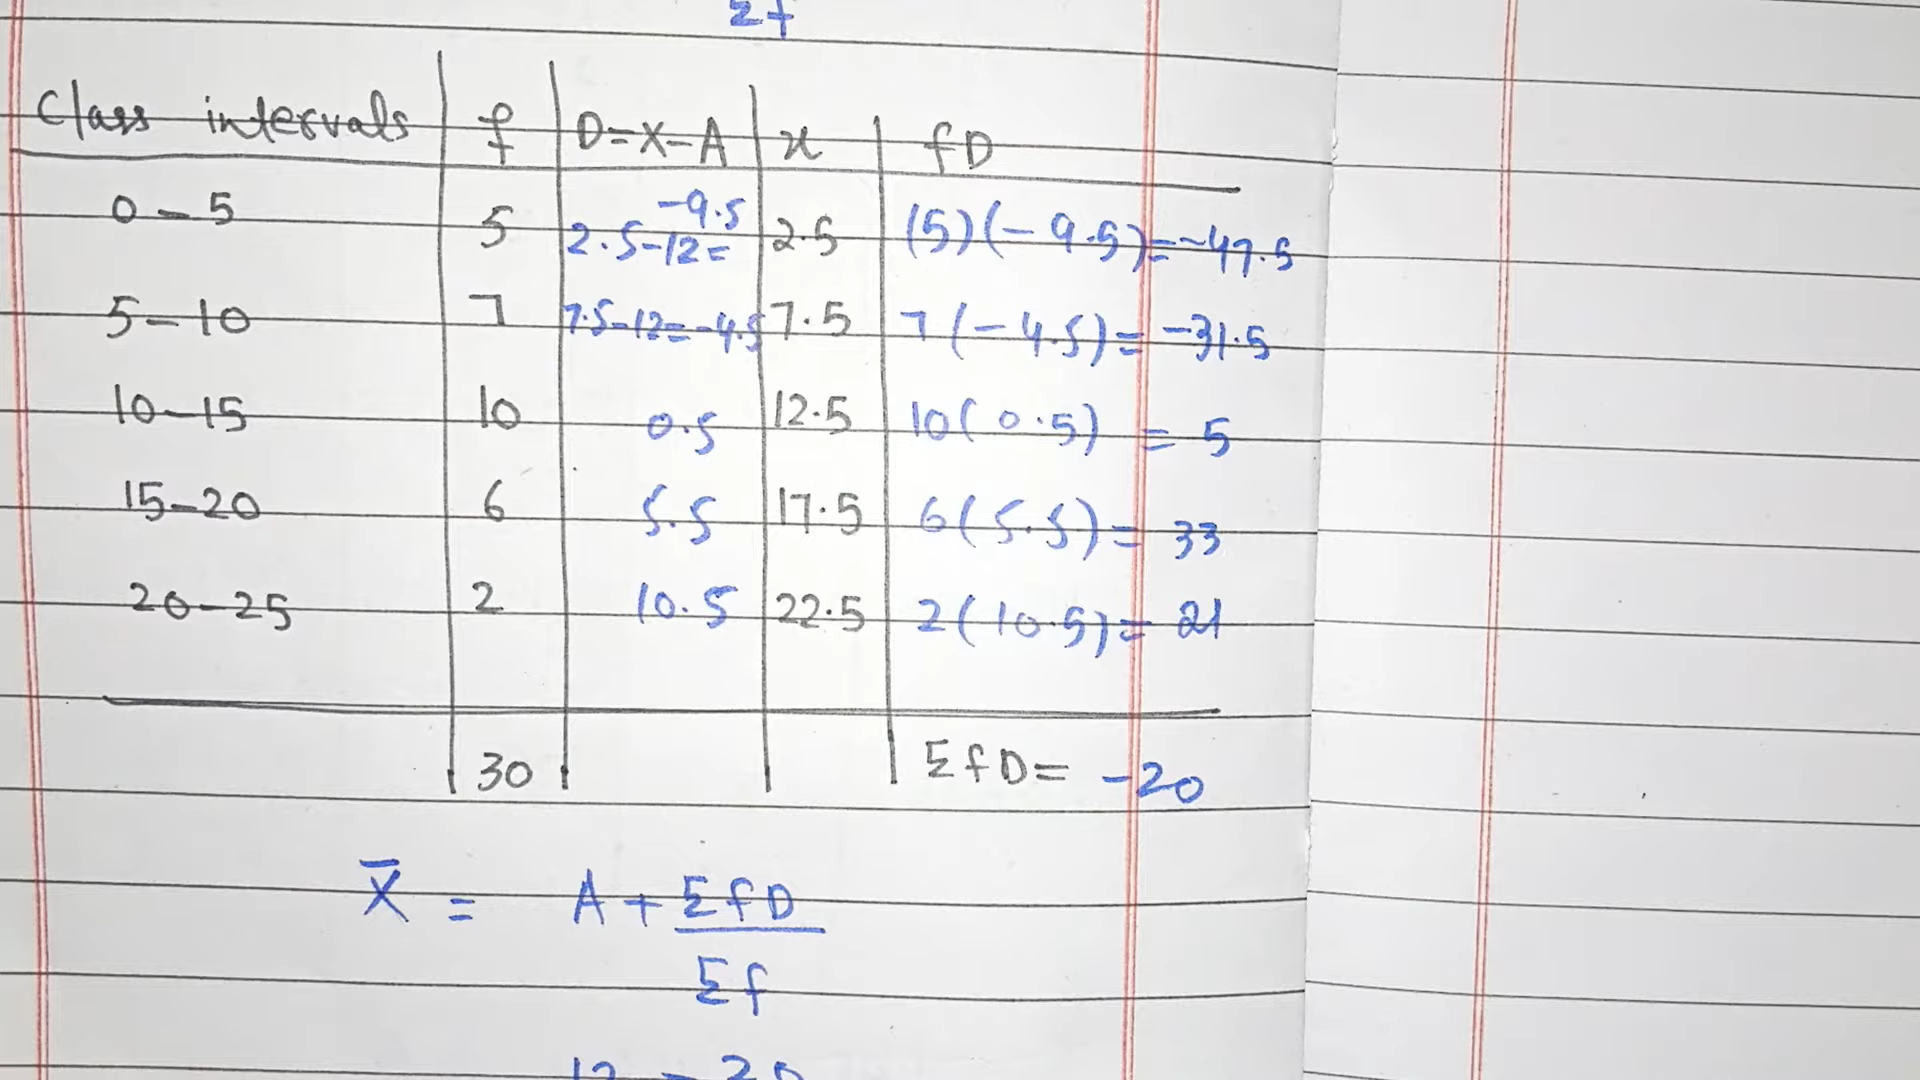 Σf
Class intervals f D=X-A x fD
0-5 5 2.5-12= -9.5 2.5 (5)(-9.5)=-47.5
5-10 7 7.5-12=-4.5 7.5 7(-4.5)=-31.5
10-15 10 0.5 12.5 10(0.5) = 5
15-20 6 5.5 17.5 6(5.5)= 33
20-25 2 10.5 22.5 2(10.5)= 21
30 ΣfD= -20
X̄ = A+ΣfD
Σf
12 - 20